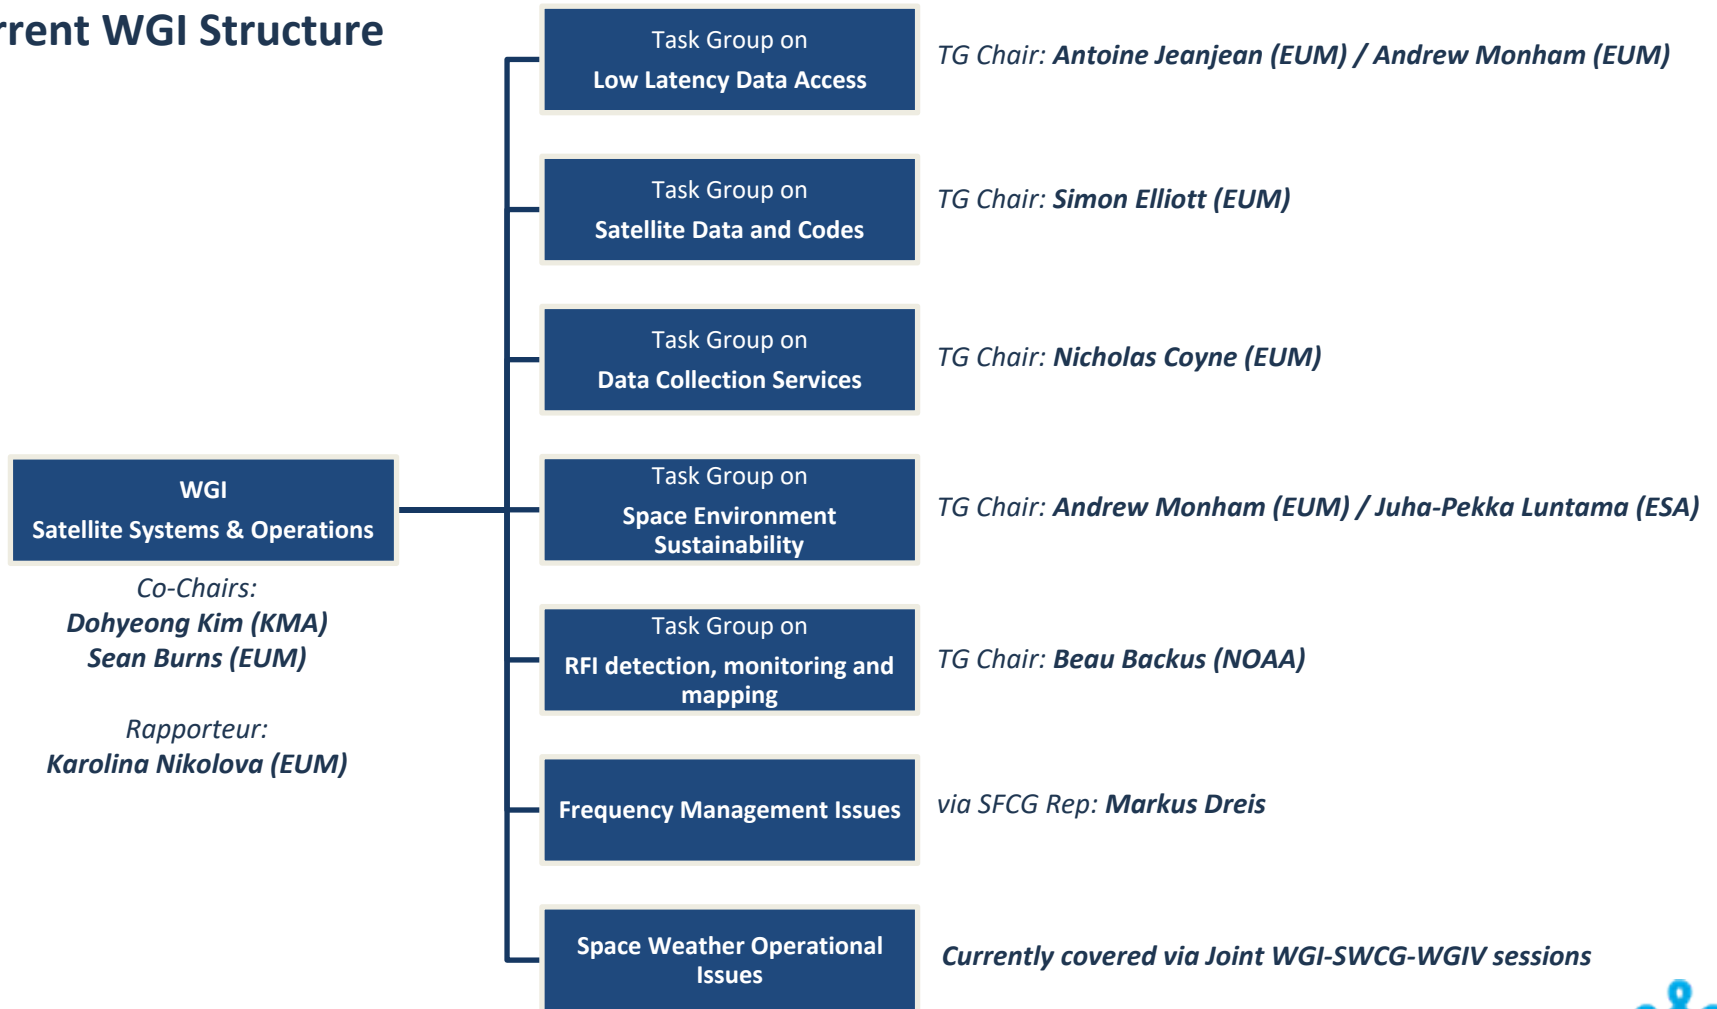 rrent WGI Structure
Task Group on
Low Latency Data Access
TG Chair: Antoine Jeanjean (EUM) / Andrew Monham (EUM)
Task Group on
Satellite Data and Codes
TG Chair: Simon Elliott (EUM)
Task Group on
Data Collection Services
TG Chair: Nicholas Coyne (EUM)
WGI
Satellite Systems & Operations
Co-Chairs:
Dohyeong Kim (KMA)
Sean Burns (EUM)
Rapporteur:
Karolina Nikolova (EUM)
Task Group on
Space Environment
Sustainability
TG Chair: Andrew Monham (EUM) / Juha-Pekka Luntama (ESA)
Task Group on
RFI detection, monitoring and
mapping
TG Chair: Beau Backus (NOAA)
Frequency Management Issues
via SFCG Rep: Markus Dreis
Space Weather Operational
Issues
Currently covered via Joint WGI-SWCG-WGIV sessions